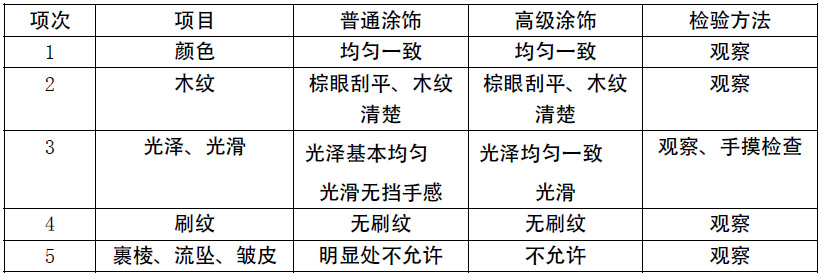 项次 项目 普通涂饰 高级涂饰 检验方法
1 颜色 均匀一致 均匀一致 观察
2 木纹 棕眼刮平、木纹 棕眼刮平、木纹 观察
清楚 清楚
3 光泽、光滑 光泽基本均匀 光泽均匀一致 观察、手摸检查
光滑无挡手感 光滑
4 刷纹 无刷纹 无刷纹 观察
5 裹棱、流坠、皱皮 明显处不允许 不允许 观察